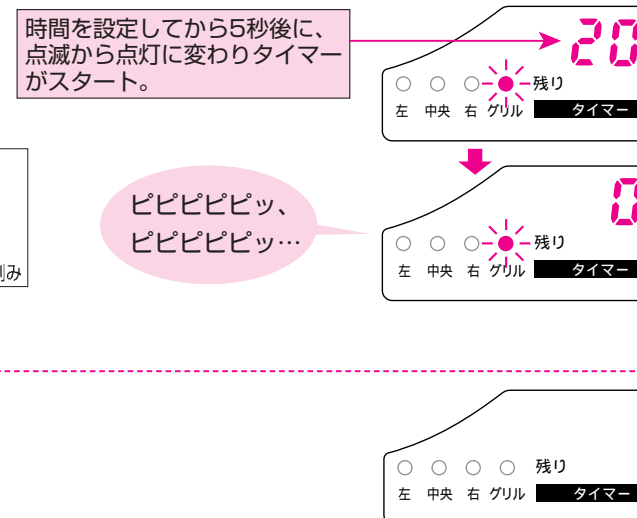 時間を設定してから5秒後に、
点滅から点灯に変わりタイマー
がスタート。
20
残り
左 中央 右 グリル タイマー
ピピピピピッ、
ピピピピピッ…
0
残り
左 中央 右 グリル タイマー
み
残り
左 中央 右 グリル タイマー